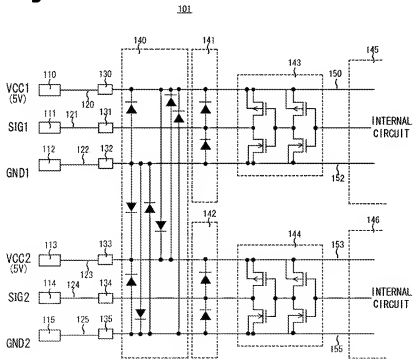 101
140
141
145
110
130
143
150
VCC1
(5V)
120
111
121
131
SIG1
INTERNAL
CIRCUIT
112
122
132
GND1
152
142
146
113
133
144
153
VCC2
(5V)
123
114
124
134
SIG2
INTERNAL
CIRCUIT
115
125
135
GND2
155